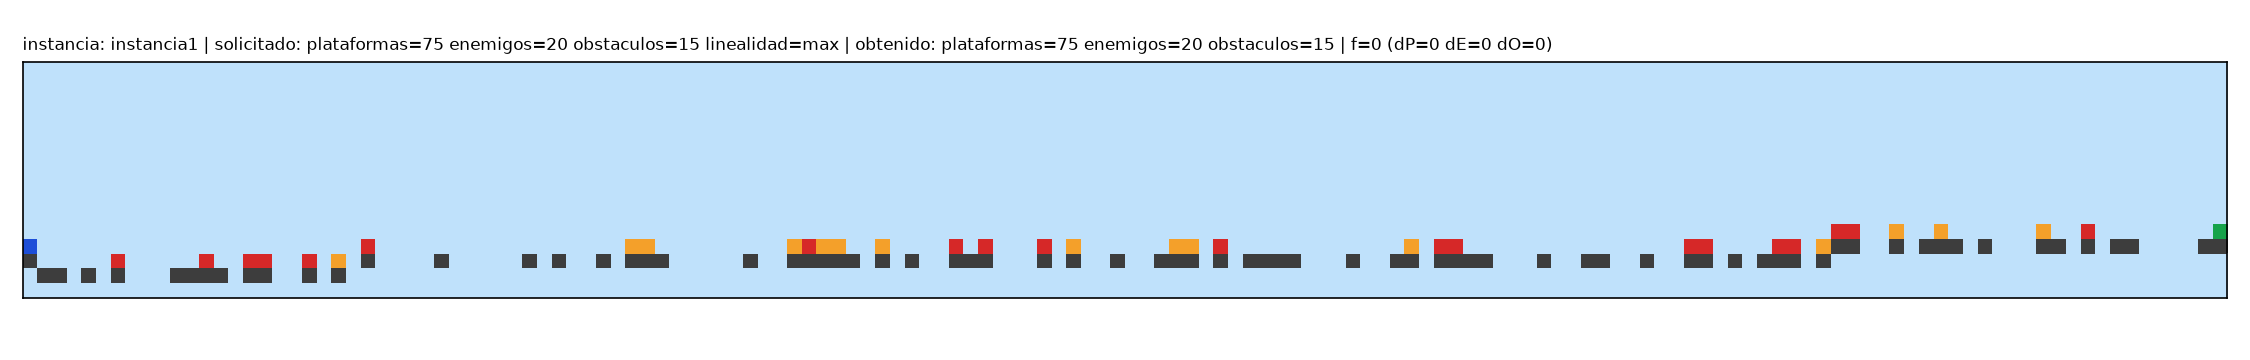 instancia: instancia1 | solicitado: plataformas=75 enemigos=20 obstaculos=15 linealidad=max | obtenido: plataformas=75 enemigos=20 obstaculos=15 | f=0 (dP=0 dE=0 dO=0)